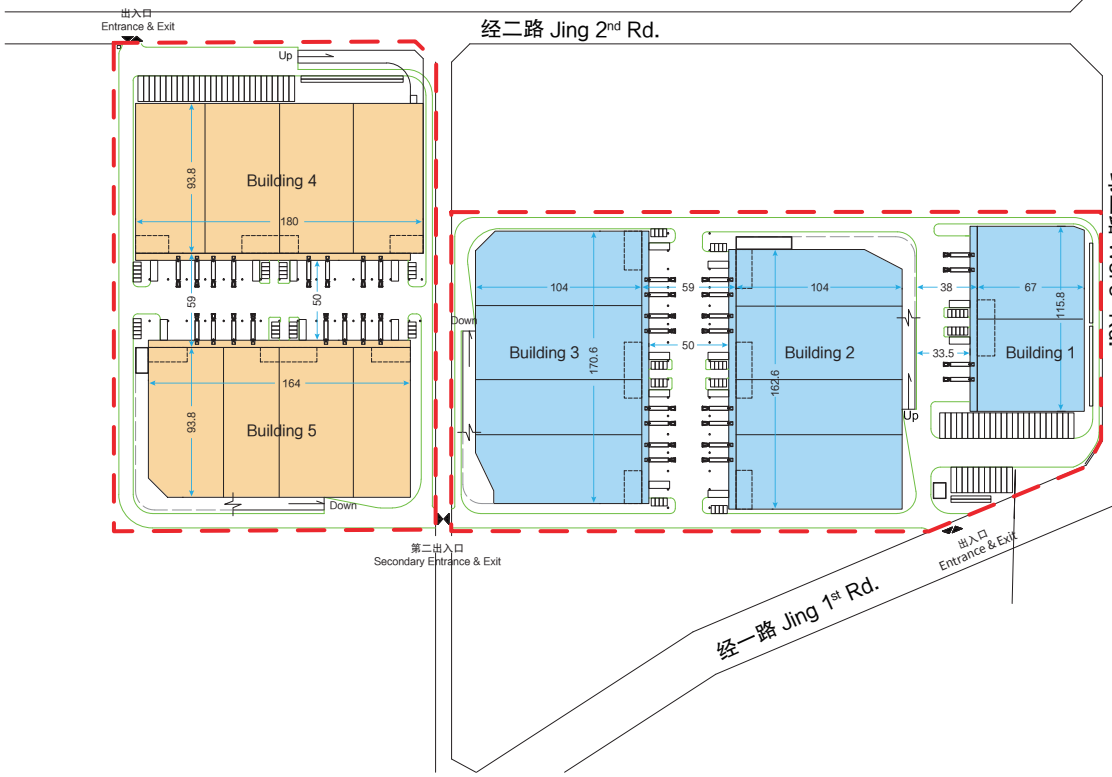 出入口
Entrance & Exit
经二路 Jing 2nd Rd.
Up
93.8
Building 4
180
59
50
164
93.8
Building 5
Down
第二出入口
Secondary Entrance & Exit
Down
104
59
104
38
67
50
33.5
115.8
Building 3
Building 2
Building 1
170.6
162.6
Up
出入口
Entrance & Exit
经一路 Jing 1st Rd.